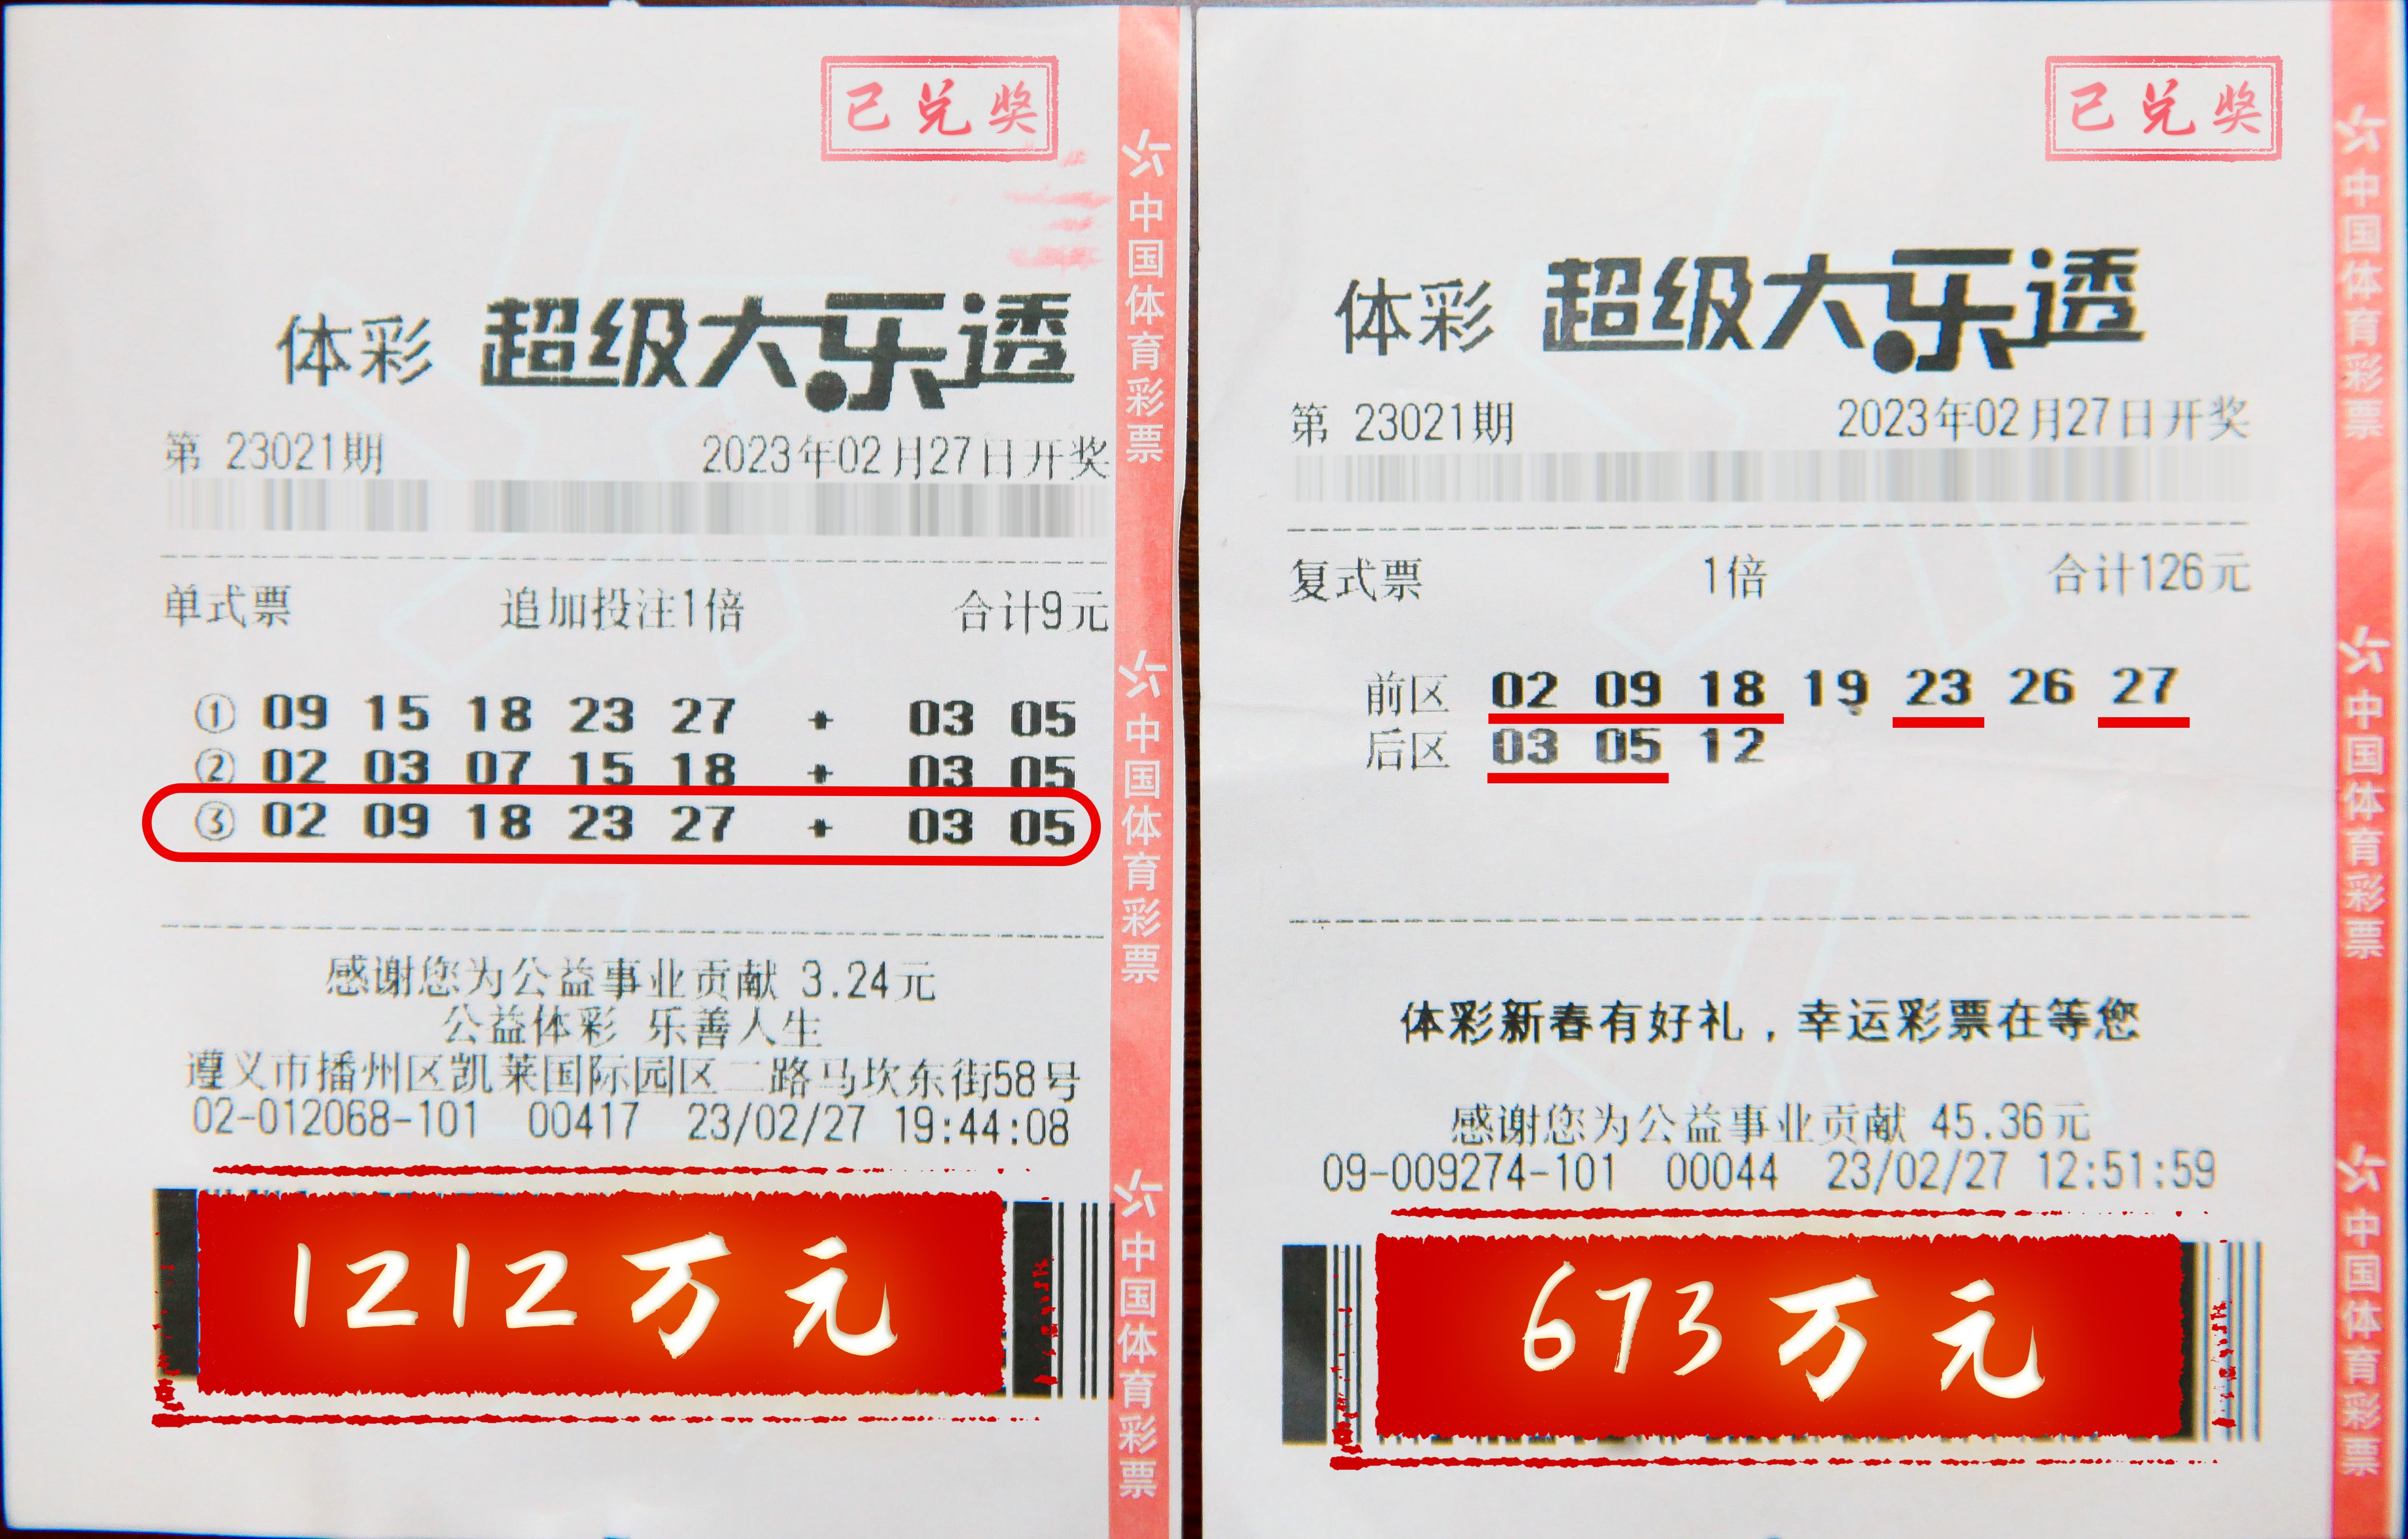 已兑奖
体彩 超级大乐透
第 23021期 2023年02月27日开奖
单式票 追加投注1倍 合计9元
① 09 15 18 23 27 + 03 05
② 02 03 07 15 18 + 03 05
③ 02 09 18 23 27 + 03 05
感谢您为公益事业贡献 3.24元
公益体彩 乐善人生
遵义市播州区凯莱国际园区二路马坎东街58号
02-012068-101 00417 23/02/27 19:44:08
1212万元
中国体育彩票
中国体育彩票
中国体育彩票
已兑奖
体彩 超级大乐透
第 23021期 2023年02月27日开奖
复式票 1倍 合计126元
前区 02 09 18 19 23 26 27
后区 03 05 12
体彩新春有好礼，幸运彩票在等您
感谢您为公益事业贡献 45.36元
09-009274-101 00044 23/02/27 12:51:59
673万元
中国体育彩票
中国体育彩票
中国体育彩票